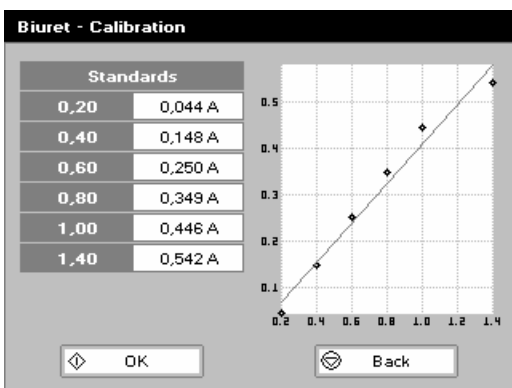 Biuret - Calibration
Standards
0,20 0,044 A
0,40 0,148 A
0,60 0,250 A
0,80 0,349 A
1,00 0,446 A
1,40 0,542 A
0.5
0.4
0.3
0.2
0.1
0.2 0.4 0.6 0.8 1.0 1.2 1.4
OK
Back